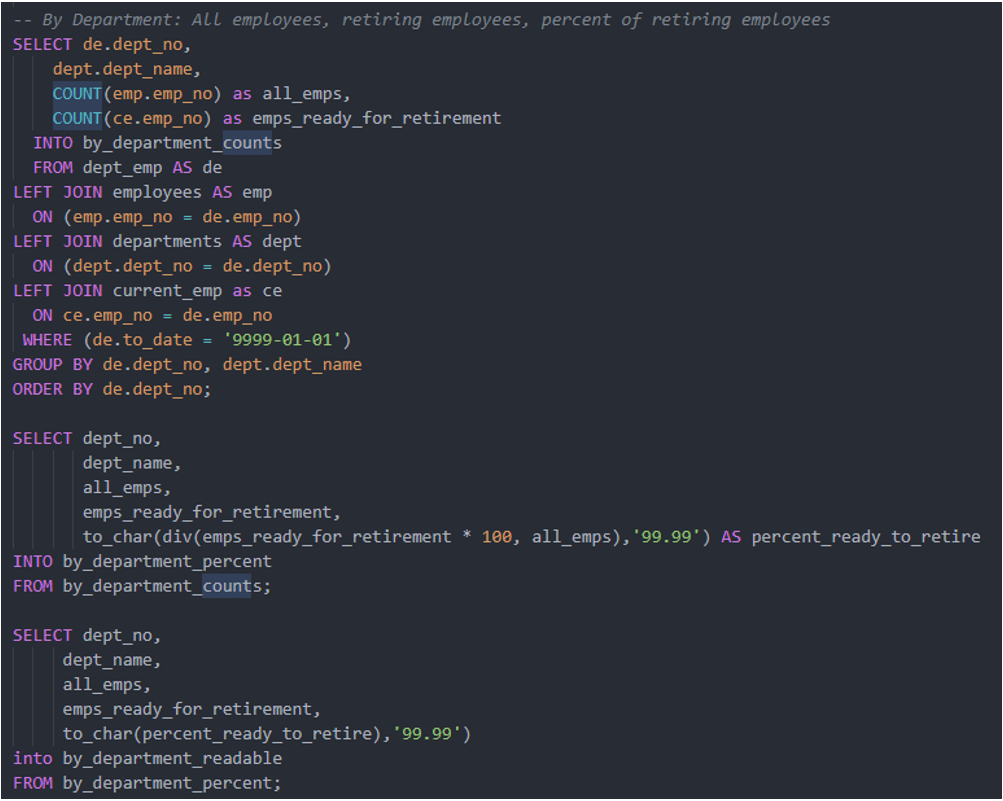 -- By Department: All employees, retiring employees, percent of retiring employees
SELECT de.dept_no,
dept.dept_name,
COUNT(emp.emp_no) as all_emps,
COUNT(ce.emp_no) as emps_ready_for_retirement
INTO by_department_counts
FROM dept_emp AS de
LEFT JOIN employees AS emp
ON (emp.emp_no = de.emp_no)
LEFT JOIN departments AS dept
ON (dept.dept_no = de.dept_no)
LEFT JOIN current_emp as ce
ON ce.emp_no = de.emp_no
WHERE (de.to_date = '9999-01-01')
GROUP BY de.dept_no, dept.dept_name
ORDER BY de.dept_no;
SELECT dept_no,
dept_name,
all_emps,
emps_ready_for_retirement,
to_char(div(emps_ready_for_retirement * 100, all_emps),'99.99') AS percent_ready_to_retire
INTO by_department_percent
FROM by_department_counts;
SELECT dept_no,
dept_name,
all_emps,
emps_ready_for_retirement,
to_char(percent_ready_to_retire),'99.99')
into by_department_readable
FROM by_department_percent;